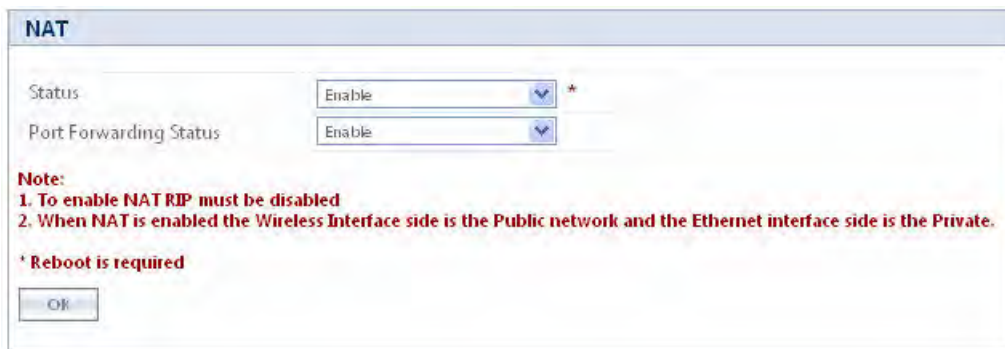 NAT
Status Enable *
Port Forwarding Status Enable
Note:
1. To enable NAT RIP must be disabled
2. When NAT is enabled the Wireless Interface side is the Public network and the Ethernet interface side is the Private.
* Reboot is required
OK